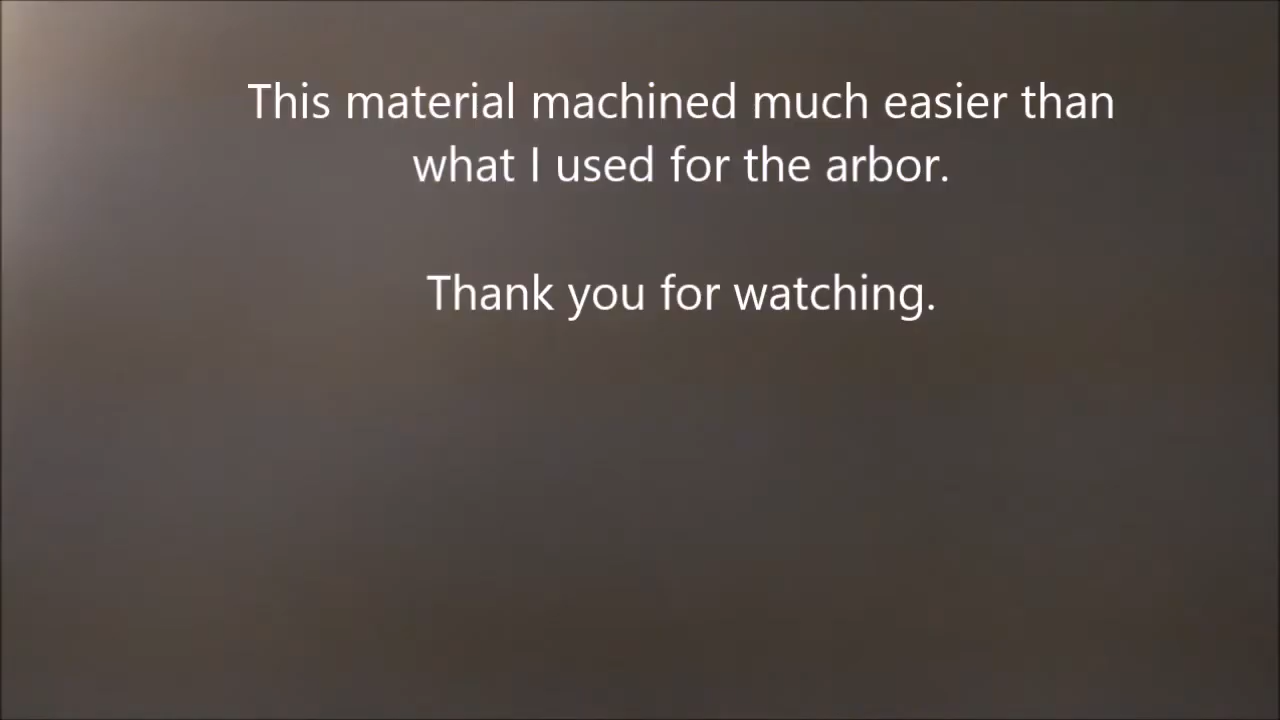 This material machined much easier than
what I used for the arbor.
Thank you for watching.